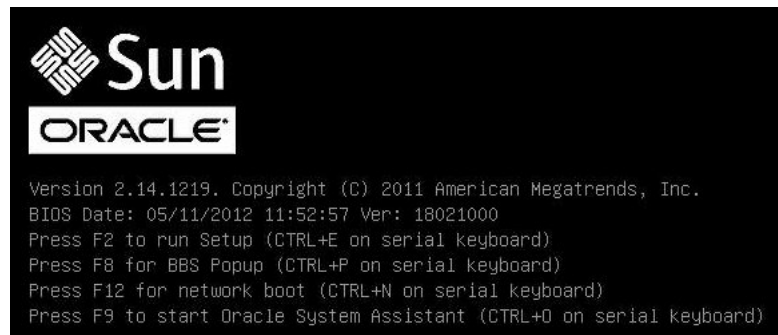 Sun
ORACLE
Version 2.14.1219. Copyright (C) 2011 American Megatrends, Inc.
BIOS Date: 05/11/2012 11:52:57 Ver: 18021000
Press F2 to run Setup (CTRL+E on serial keyboard)
Press F8 for BBS Popup (CTRL+P on serial keyboard)
Press F12 for network boot (CTRL+N on serial keyboard)
Press F9 to start Oracle System Assistant (CTRL+O on serial keyboard)